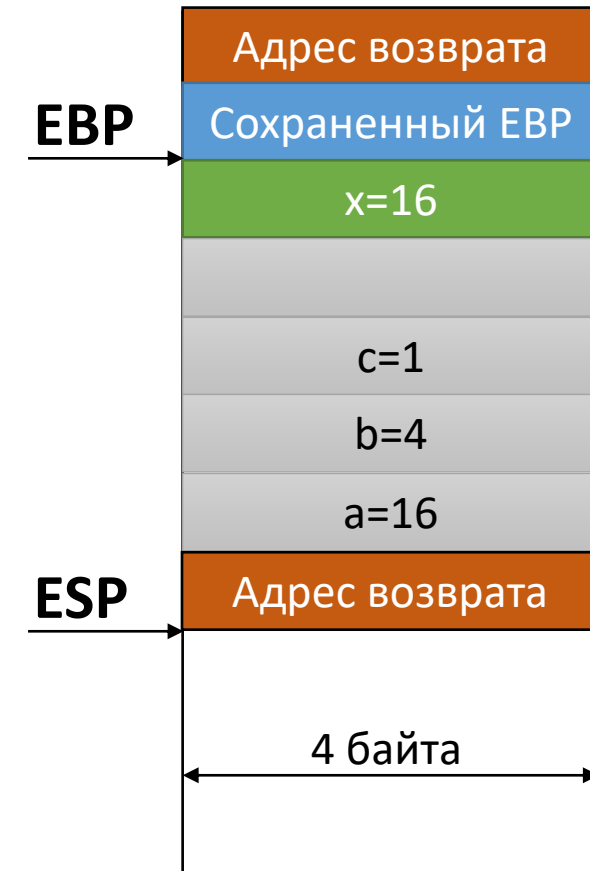 Адрес возврата
EBP
Сохраненный EBP
x=16
c=1
b=4
a=16
ESP
Адрес возврата
4 байта